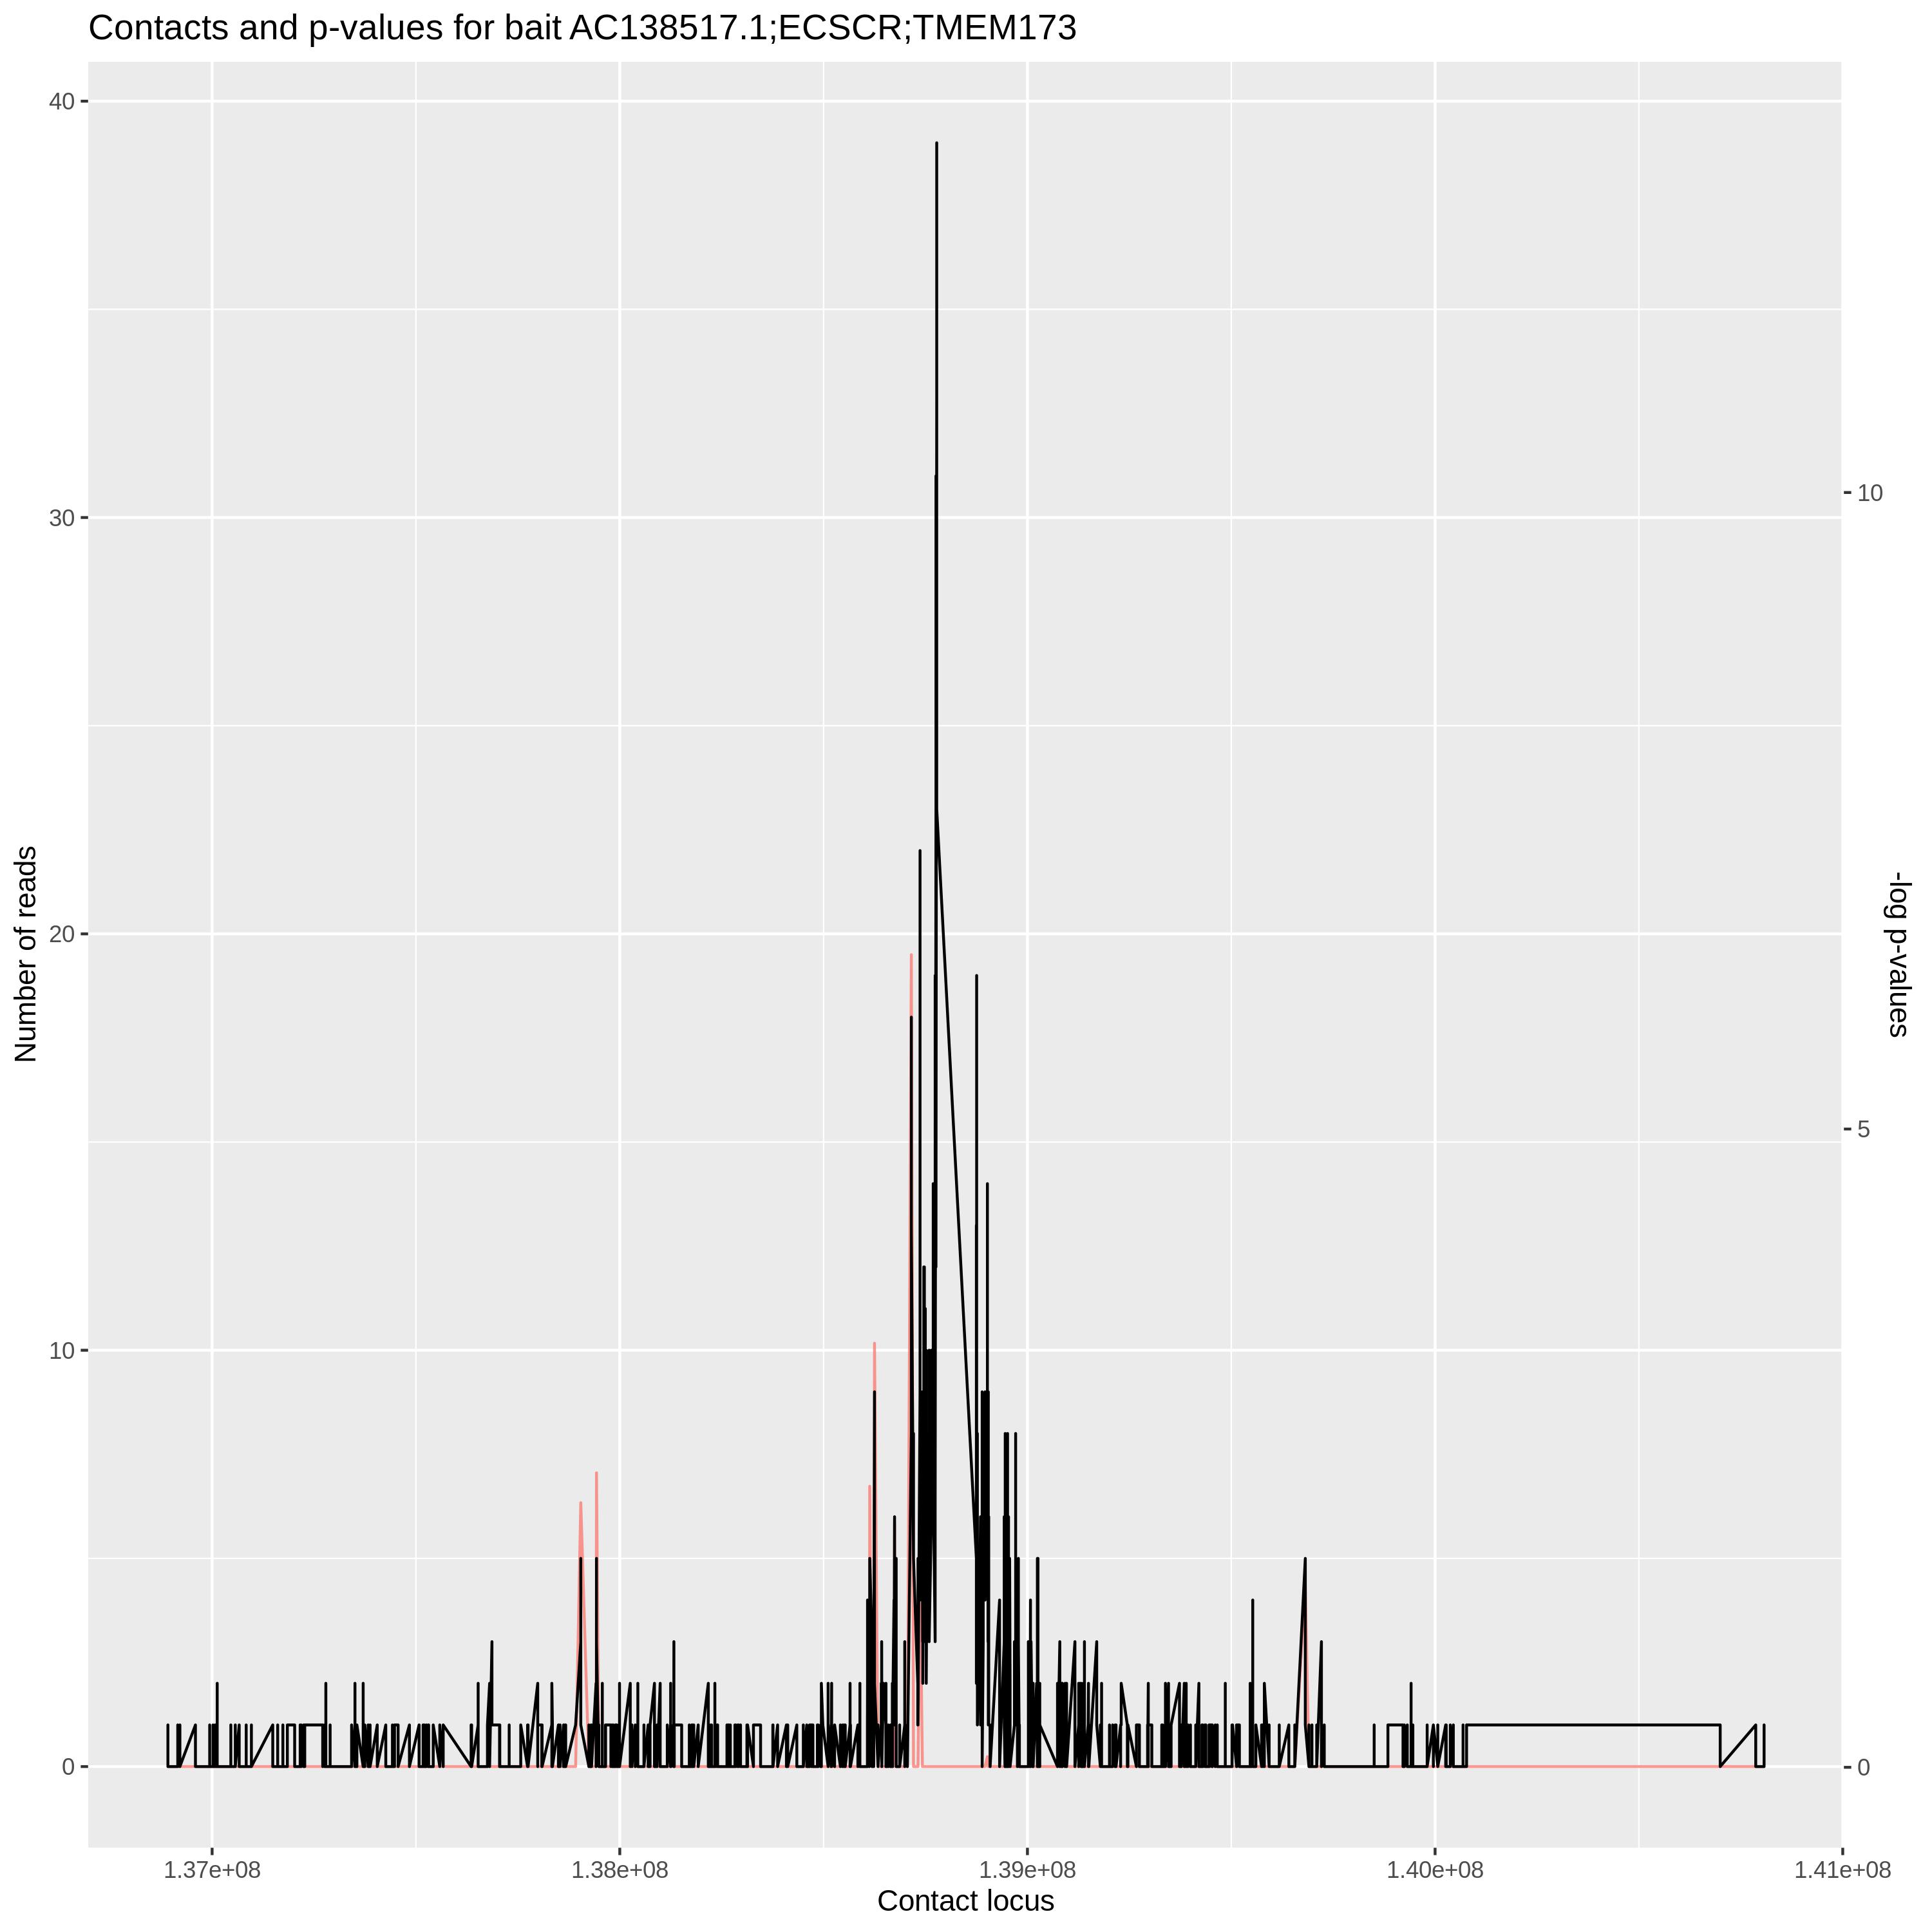 Contacts and p-values for bait AC138517.1;ECSCR;TMEM173
40
30
20
10
0
Number of reads
10
5
0
-log p-values
1.37e+08 1.38e+08 1.39e+08 1.40e+08 1.41e+08
Contact locus